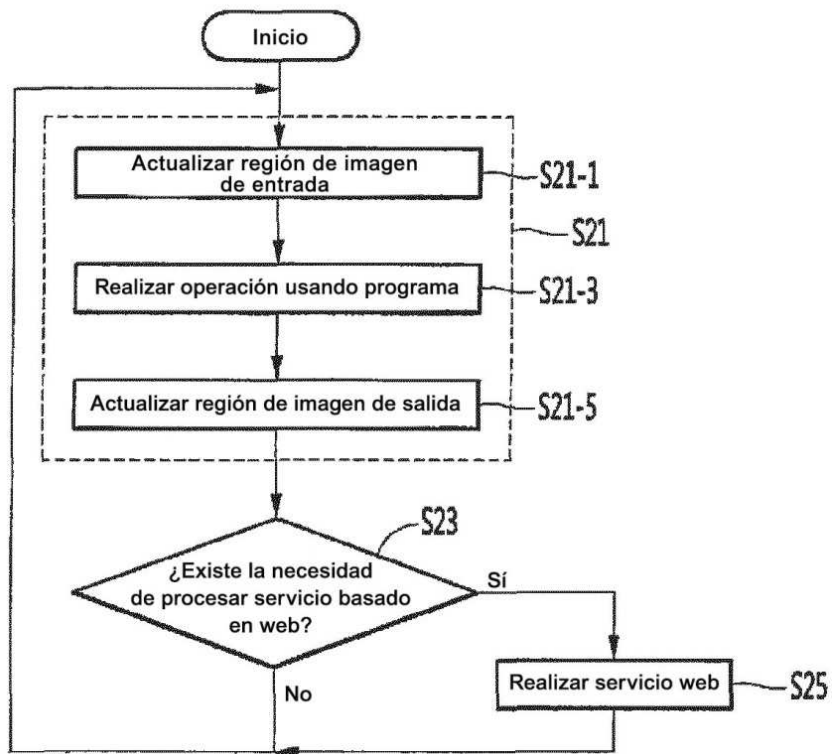 Inicio
Actualizar región de imagen
de entrada
S21-1
S21
Realizar operación usando programa
S21-3
Actualizar región de imagen de salida
S21-5
S23
¿Existe la necesidad
de procesar servicio basado
en web?
Sí
No
Realizar servicio web
S25